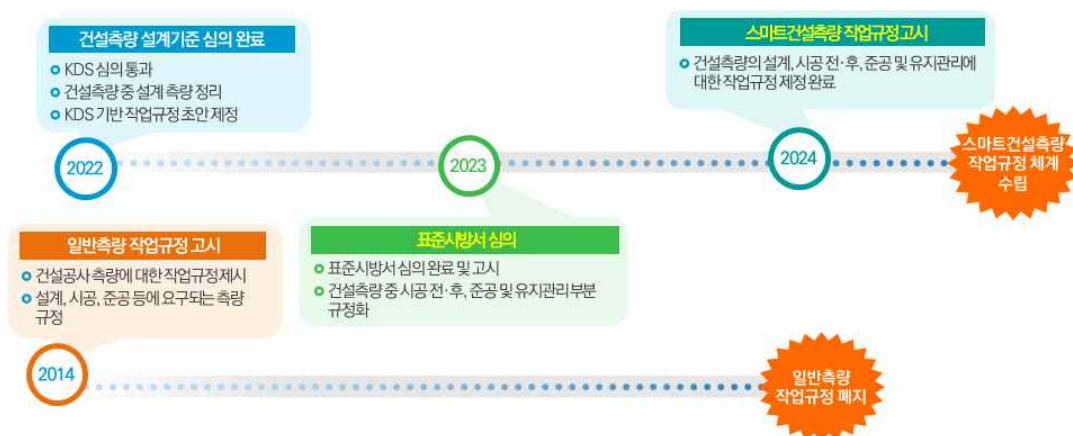 건설측량 설계기준 심의 완료
KDS 심의 통과
건설측량 중 설계 측량 정리
KDS 기반 작업규정 초안 제정
2022
2023
스마트건설측량 작업규정 고시
건설측량의 설계, 시공 전·후, 준공 및 유지관리에
대한 작업규정 제정 완료
2024
스마트건설측량
작업규정 체계
수립
일반측량 작업규정 고시
건설공사 측량에 대한 작업규정 제시
설계, 시공, 준공 등에 요구되는 측량
규정
2014
표준시방서 심의
표준시방서 심의 완료 및 고시
건설측량 중 시공 전·후, 준공 및 유지관리 부분
규정화
일반측량
작업규정 폐지